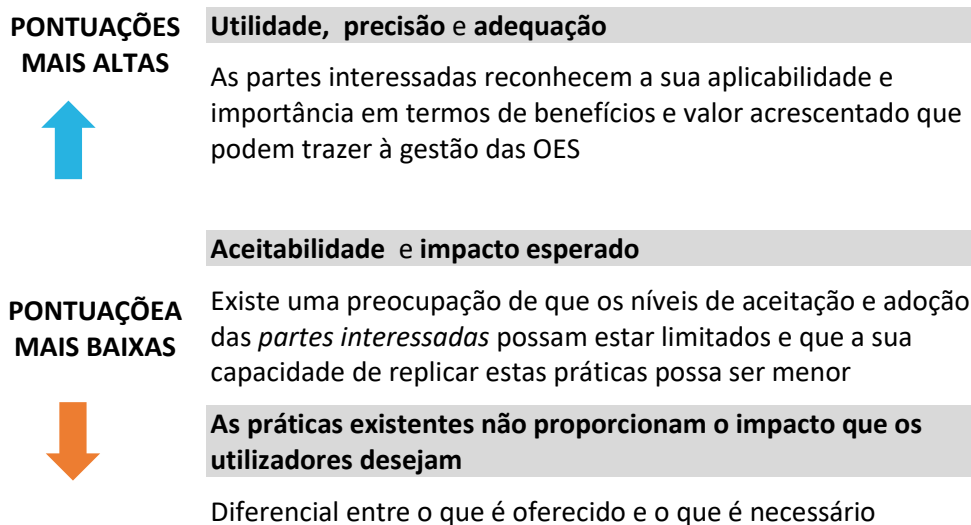 PONTUAÇÕES
MAIS ALTAS
Utilidade, precisão e adequação
As partes interessadas reconhecem a sua aplicabilidade e
importância em termos de benefícios e valor acrescentado que
podem trazer à gestão das OES
PONTUAÇÕEA
MAIS BAIXAS
Aceitabilidade e impacto esperado
Existe uma preocupação de que os níveis de aceitação e adoção
das partes interessadas possam estar limitados e que a sua
capacidade de replicar estas práticas possa ser menor
As práticas existentes não proporcionam o impacto que os
utilizadores desejam
Diferencial entre o que é oferecido e o que é necessário